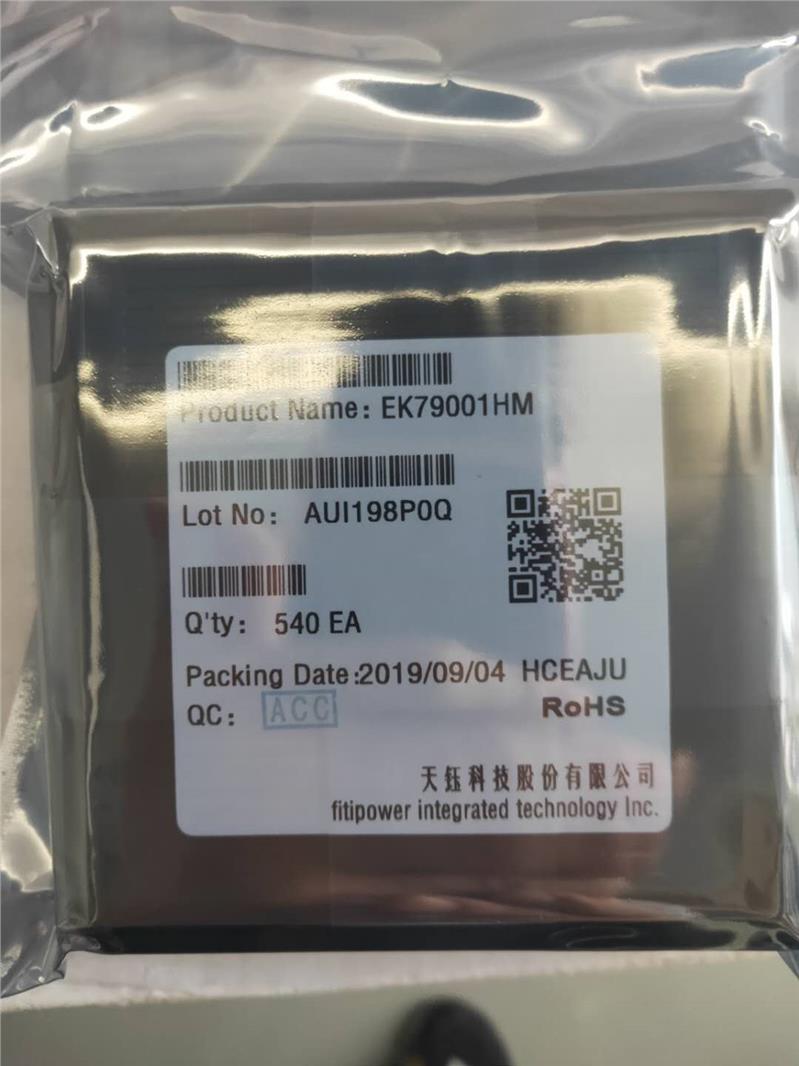 Product Name: EK79001HM
Lot No: AUI198P0Q
Q'ty: 540 EA
Packing Date:2019/09/04 HCEAJU
QC: ACC RoHS
天钰科技股份有限公司
fitipower integrated technology Inc.